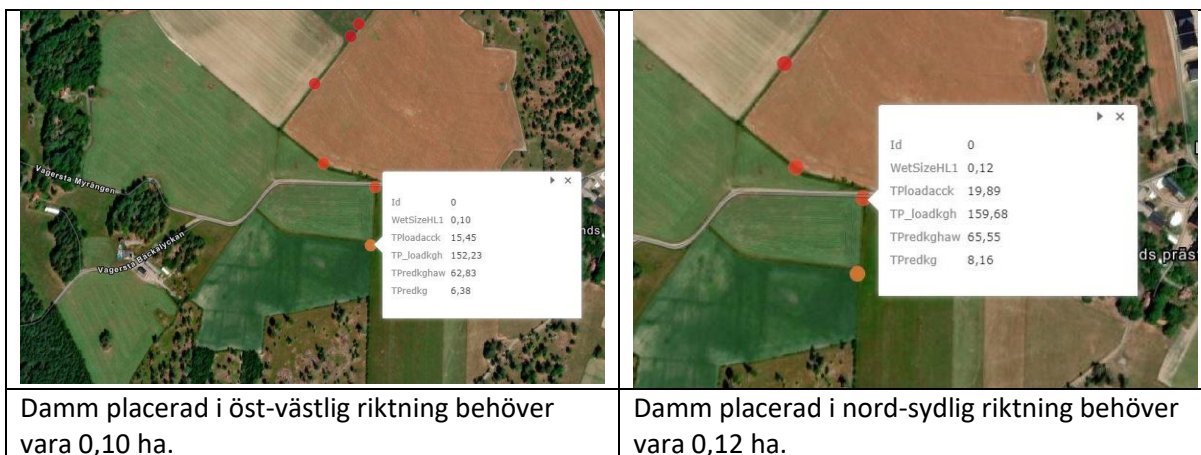 Vagersta Myrängen
Vagersta Backalyckan
Id 0
WetSizeHL1 0,10
TPloadacck 15,45
TP_loadkgh 152,23
TPredkghaw 62,83
TPredkg 6,38
nds
Id 0
WetSizeHL1 0,12
TPloadacck 19,89
TP_loadkgh 159,68
TPredkghaw 65,55
TPredkg 8,16
ds präst
Damm placerad i öst-västlig riktning behöver
vara 0,10 ha.
Damm placerad i nord-sydlig riktning behöver
vara 0,12 ha.